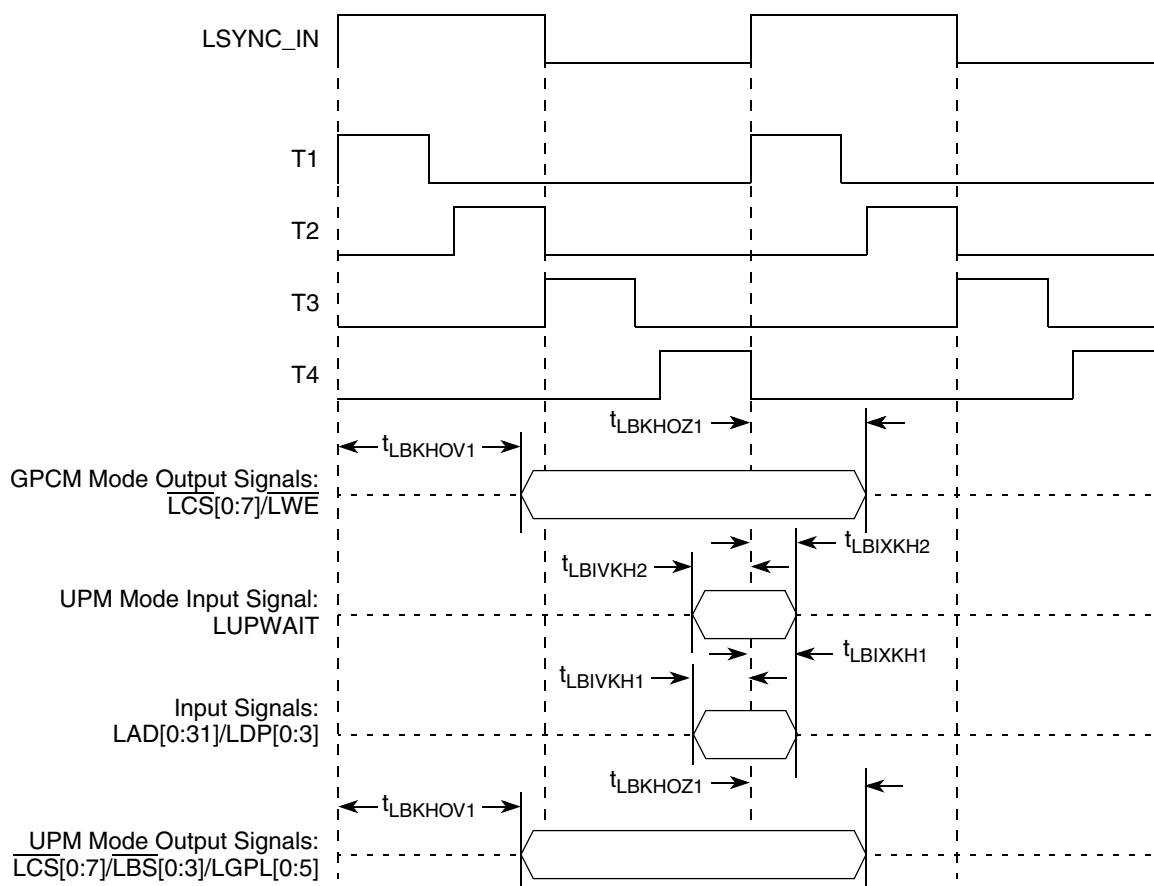 LSYNC_IN
T1
T2
T3
T4
tLBKHOZ1
tLBKHOV1
GPCM Mode Output Signals:
LCS[0:7]/LWE
tLBIXKH2
tLBIVKH2
UPM Mode Input Signal:
LUPWAIT
tLBIXKH1
tLBIVKH1
Input Signals:
LAD[0:31]/LDP[0:3]
tLBKHOZ1
tLBKHOV1
UPM Mode Output Signals:
LCS[0:7]/LBS[0:3]/LGPL[0:5]